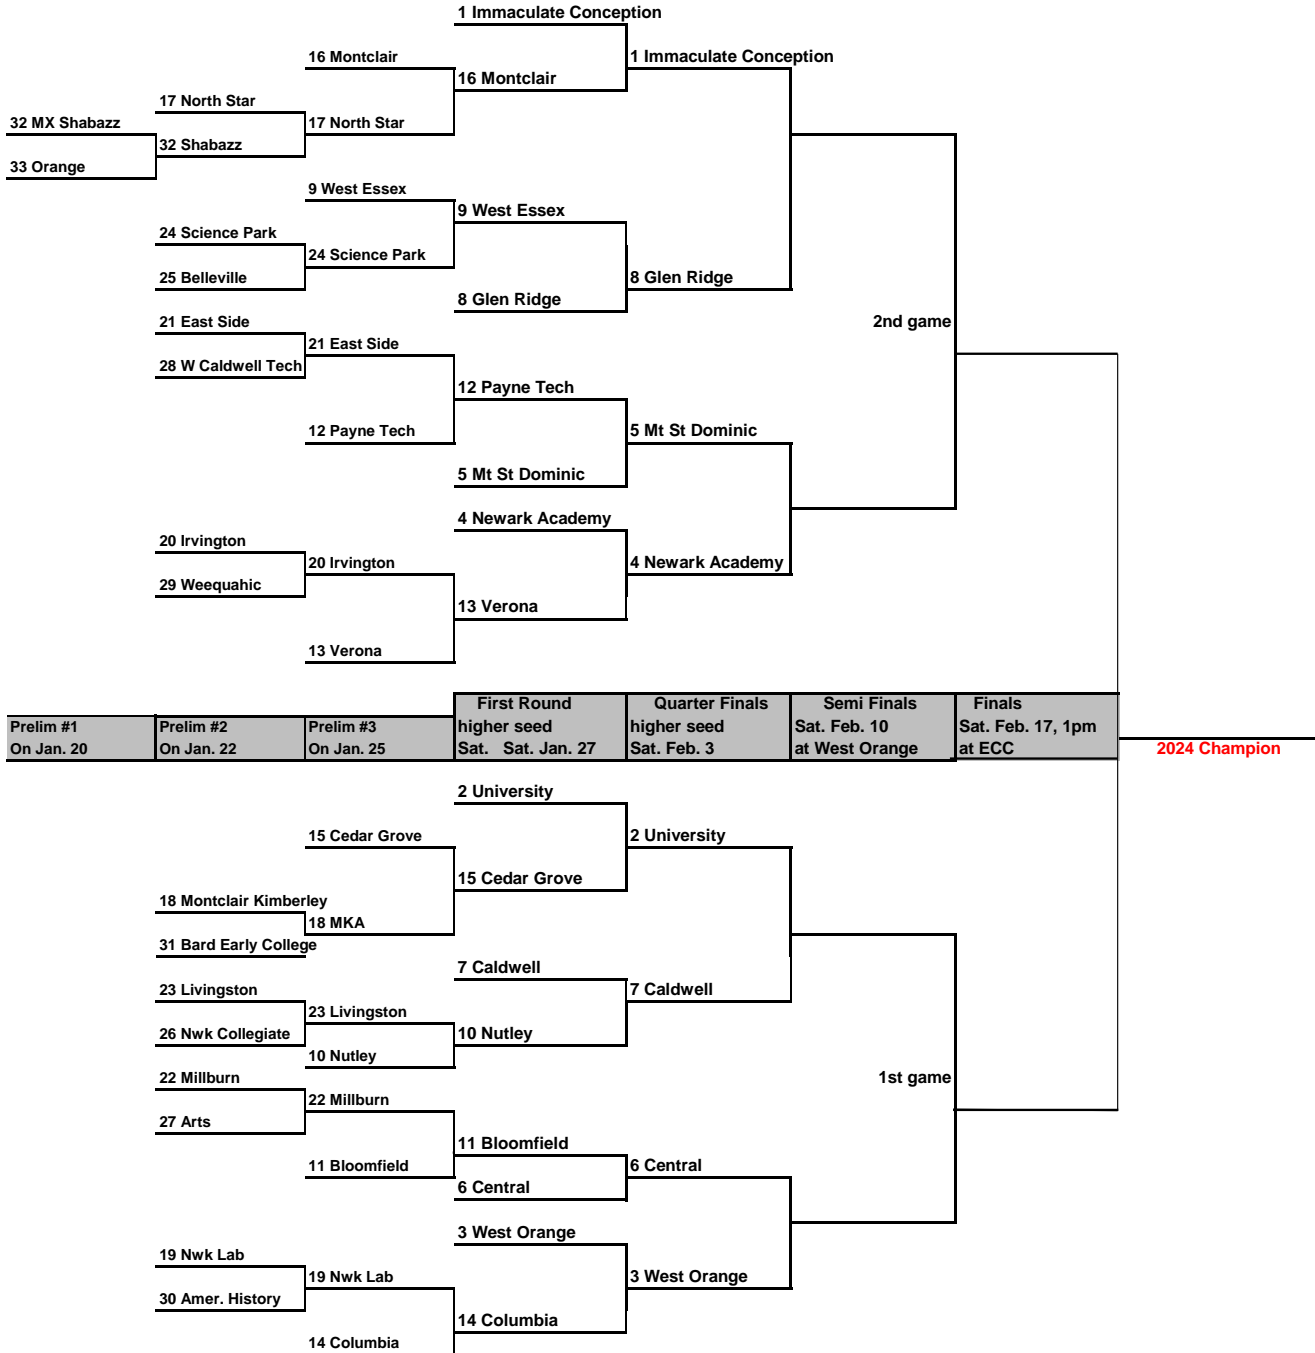 1 Immaculate Conception
16 Montclair
1 Immaculate Conception
16 Montclair
17 North Star
32 MX Shabazz
17 North Star
32 Shabazz
33 Orange
9 West Essex
9 West Essex
24 Science Park
24 Science Park
25 Belleville
8 Glen Ridge
8 Glen Ridge
21 East Side
2nd game
21 East Side
28 W Caldwell Tech
12 Payne Tech
12 Payne Tech
5 Mt St Dominic
5 Mt St Dominic
4 Newark Academy
20 Irvington
20 Irvington
4 Newark Academy
29 Weequahic
13 Verona
13 Verona
First Round
Quarter Finals
Semi Finals
Finals
Prelim #1
Prelim #2
Prelim #3
higher seed
higher seed
Sat. Feb. 10
Sat. Feb. 17, 1pm
On Jan. 20
On Jan. 22
On Jan. 25
Sat. Sat. Jan. 27
Sat. Feb. 3
at West Orange
at ECC
2024 Champion
2 University
15 Cedar Grove
2 University
15 Cedar Grove
18 Montclair Kimberley
18 MKA
31 Bard Early College
7 Caldwell
23 Livingston
7 Caldwell
23 Livingston
26 Nwk Collegiate
10 Nutley
10 Nutley
22 Millburn
1st game
22 Millburn
27 Arts
11 Bloomfield
11 Bloomfield
6 Central
6 Central
3 West Orange
19 Nwk Lab
19 Nwk Lab
3 West Orange
30 Amer. History
14 Columbia
14 Columbia